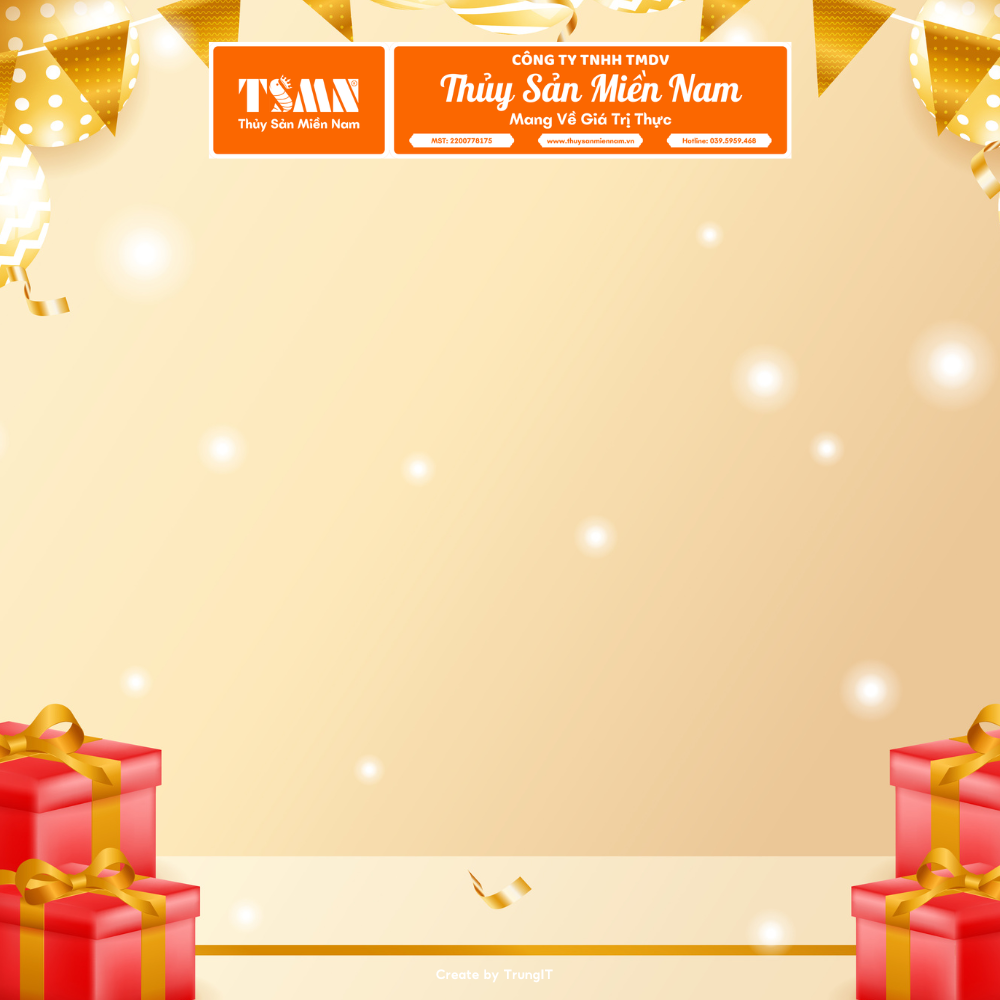 TSMN
Thủy Sản Miền Nam
CÔNG TY TNHH TMDV
Thủy Sản Miền Nam
Mang Về Giá Trị Thực
MST: 2200778175
www.thuysanmiennam.vn
Hotline: 039.5959.468
Create by TrungIT